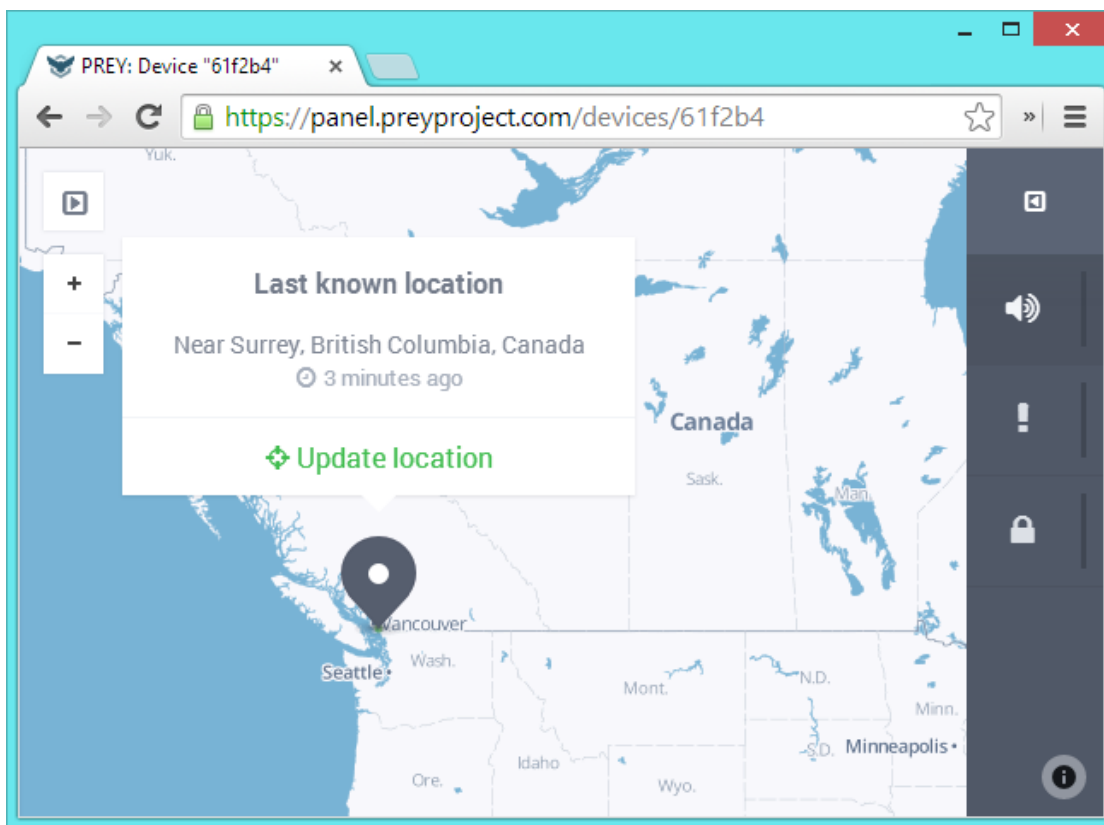 PREY: Device "61f2b4"
https://panel.preyproject.com/devices/61f2b4
Yuk.
+
−
Last known location
Near Surrey, British Columbia, Canada
3 minutes ago
Update location
Canada
Sask.
Man.
Vancouver
Seattle
Wash.
Mont.
N.D.
Minn.
S.D.
Minneapolis
Idaho
Ore.
Wyo.